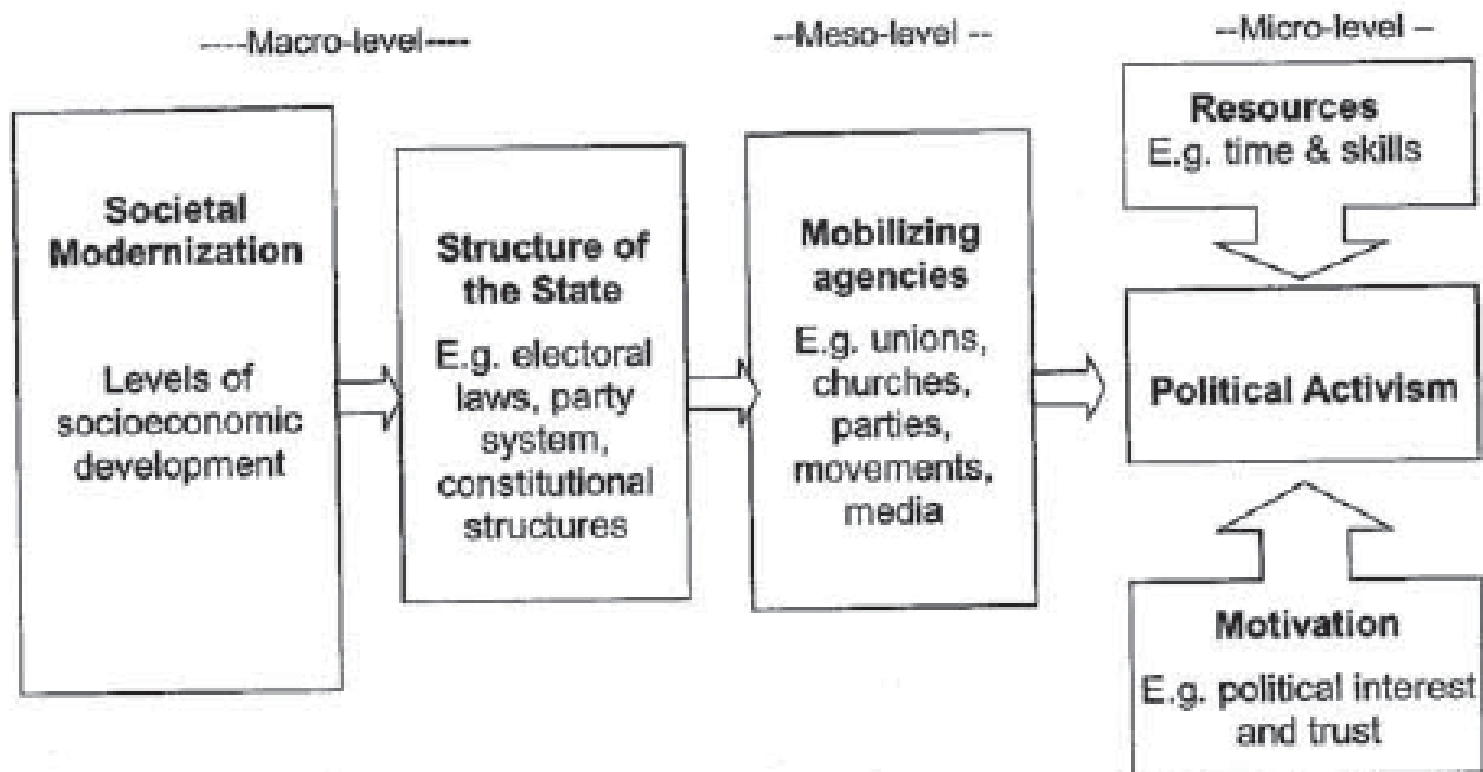 ----Macro-level----
--Meso-level --
--Micro-level --
Societal
Modernization
Levels of
socioeconomic
development
Structure of
the State
E.g. electoral
laws, party
system,
constitutional
structures
Mobilizing
agencies
E.g. unions,
churches,
parties,
movements,
media
Resources
E.g. time & skills
Political Activism
Motivation
E.g. political interest
and trust